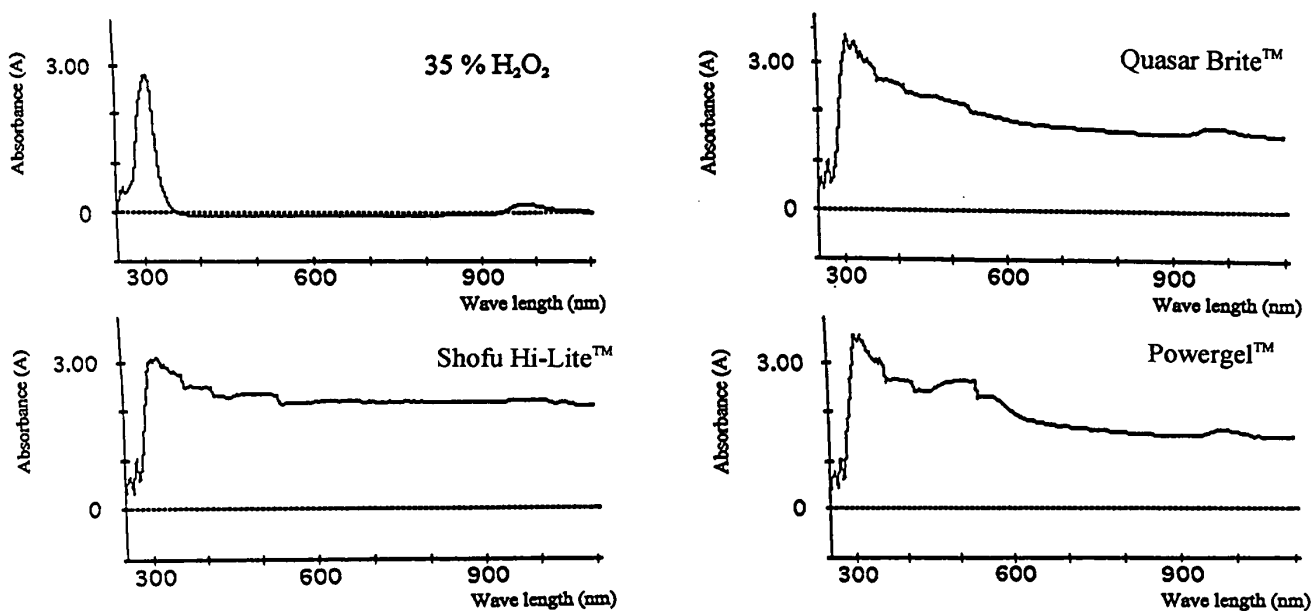 Absorbance (A)
3.00
0
35 % H₂O₂
300
600
900
Wave length (nm)
Absorbance (A)
3.00
0
Quasar Brite™
300
600
900
Wave length (nm)
Absorbance (A)
3.00
0
Shofu Hi-Lite™
300
600
900
Wave length (nm)
Absorbance (A)
3.00
0
Powergel™
300
600
900
Wave length (nm)